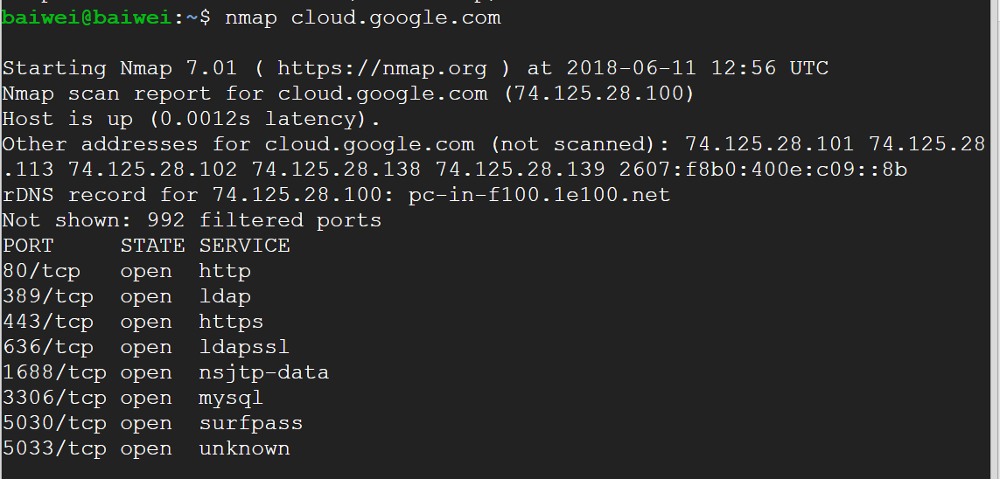 baiwei@baiwei:~$ nmap cloud.google.com
Starting Nmap 7.01 ( https://nmap.org ) at 2018-06-11 12:56 UTC
Nmap scan report for cloud.google.com (74.125.28.100)
Host is up (0.0012s latency).
Other addresses for cloud.google.com (not scanned): 74.125.28.101 74.125.28
.113 74.125.28.102 74.125.28.138 74.125.28.139 2607:f8b0:400e:c09::8b
rDNS record for 74.125.28.100: pc-in-f100.1e100.net
Not shown: 992 filtered ports
PORT     STATE SERVICE
80/tcp   open  http
389/tcp  open  ldap
443/tcp  open  https
636/tcp  open  ldapssl
1688/tcp open  nsjtp-data
3306/tcp open  mysql
5030/tcp open  surfpass
5033/tcp open  unknown